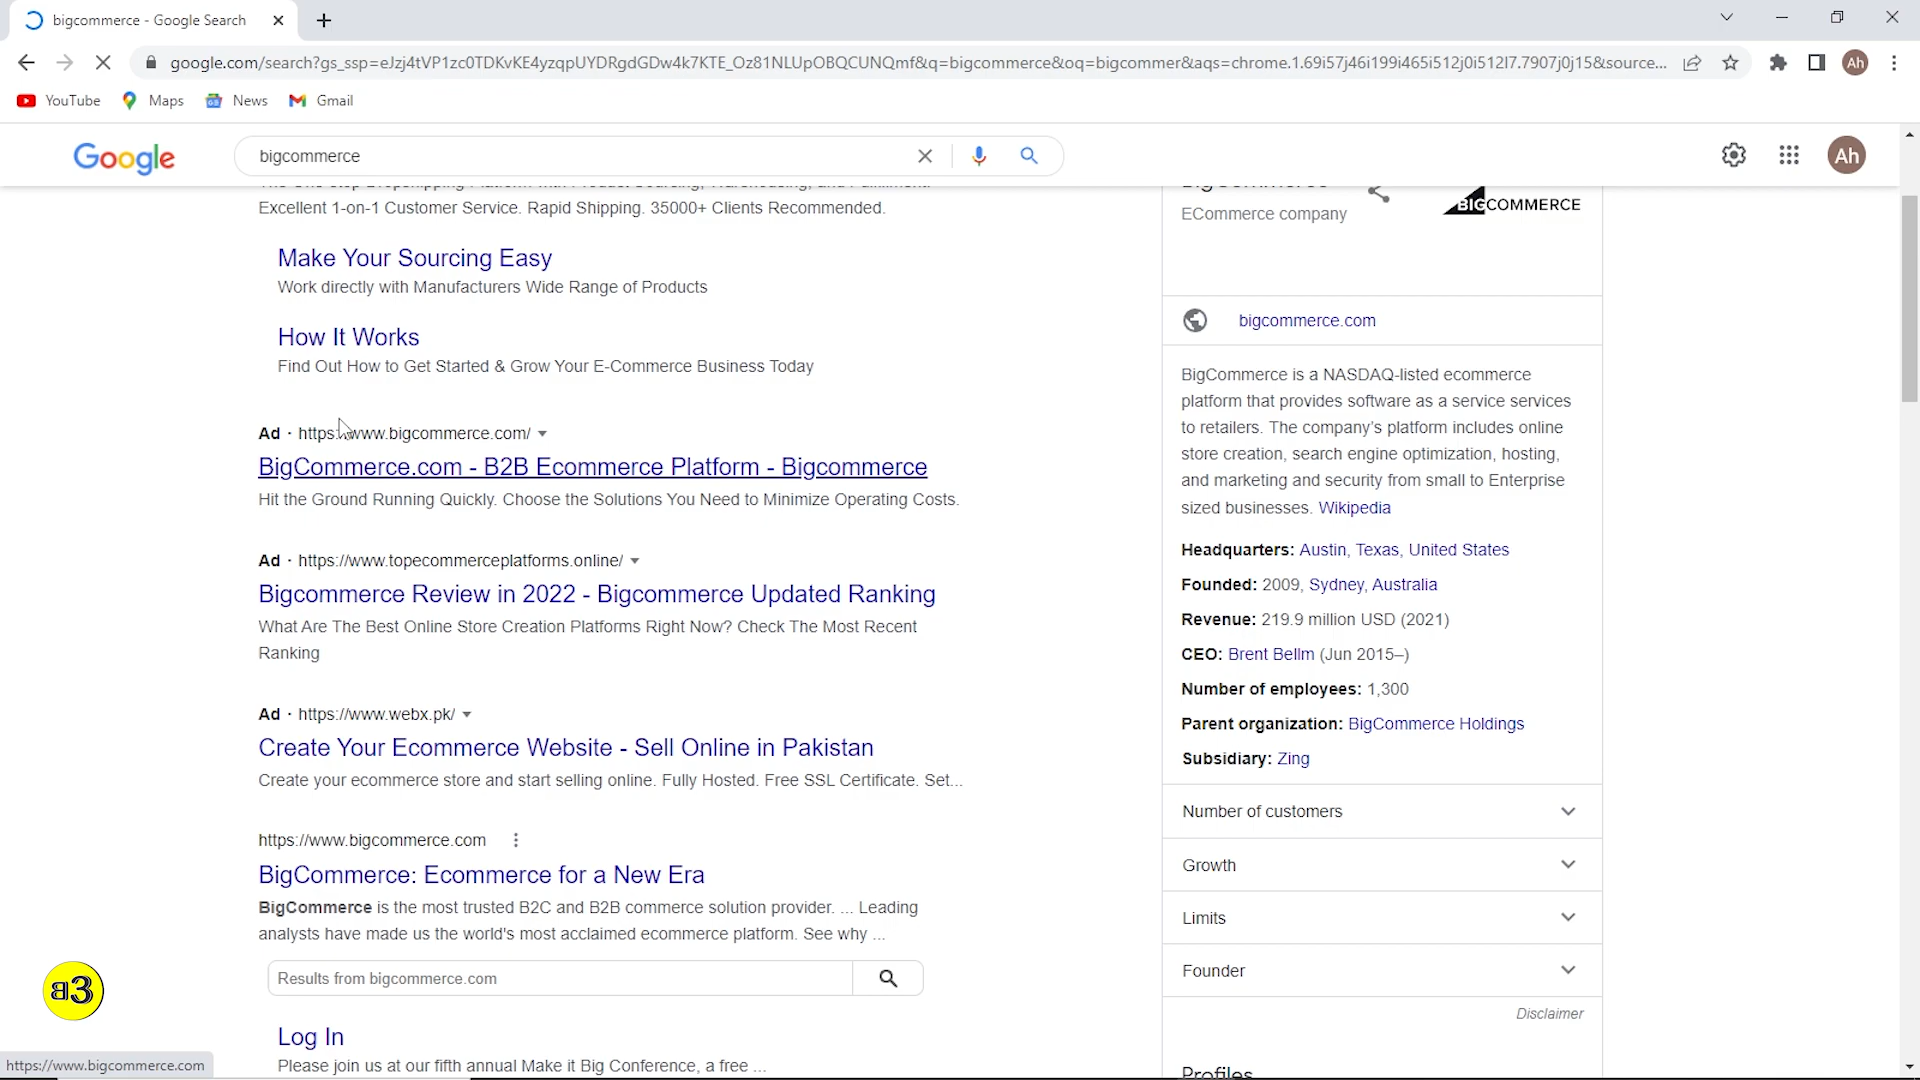 bigcommerce - Google Search
google.com/search?gs_ssp=eJzj4tVP1zc0TDKvKE4yzqpUYDRgdGDw4k7KTE_Oz81NLUpOBQCUNQmf&q=bigcommerce&oq=bigcommer&aqs=chrome.1.69i57j46i199i465i512j0i512l7.7907j0j15&source...
Ah
YouTube
Maps
News
Gmail
Google
bigcommerce
Ah
Excellent 1-on-1 Customer Service. Rapid Shipping. 35000+ Clients Recommended.
Make Your Sourcing Easy
Work directly with Manufacturers Wide Range of Products
How It Works
Find Out How to Get Started & Grow Your E-Commerce Business Today
Ad · https://www.bigcommerce.com/
BigCommerce.com - B2B Ecommerce Platform - Bigcommerce
Hit the Ground Running Quickly. Choose the Solutions You Need to Minimize Operating Costs.
Ad · https://www.topecommerceplatforms.online/
Bigcommerce Review in 2022 - Bigcommerce Updated Ranking
What Are The Best Online Store Creation Platforms Right Now? Check The Most Recent
Ranking
Ad · https://www.webx.pk/
Create Your Ecommerce Website - Sell Online in Pakistan
Create your ecommerce store and start selling online. Fully Hosted. Free SSL Certificate. Set...
https://www.bigcommerce.com
BigCommerce: Ecommerce for a New Era
BigCommerce is the most trusted B2C and B2B commerce solution provider. ... Leading
analysts have made us the world's most acclaimed ecommerce platform. See why ...
Results from bigcommerce.com
Log In
Please join us at our fifth annual Make it Big Conference, a free ...
https://www.bigcommerce.com
BigCommerce
ECommerce company
BIGCOMMERCE
bigcommerce.com
BigCommerce is a NASDAQ-listed ecommerce
platform that provides software as a service services
to retailers. The company's platform includes online
store creation, search engine optimization, hosting,
and marketing and security from small to Enterprise
sized businesses. Wikipedia
Headquarters: Austin, Texas, United States
Founded: 2009, Sydney, Australia
Revenue: 219.9 million USD (2021)
CEO: Brent Bellm (Jun 2015–)
Number of employees: 1,300
Parent organization: BigCommerce Holdings
Subsidiary: Zing
Number of customers
Growth
Limits
Founder
Disclaimer
Profiles